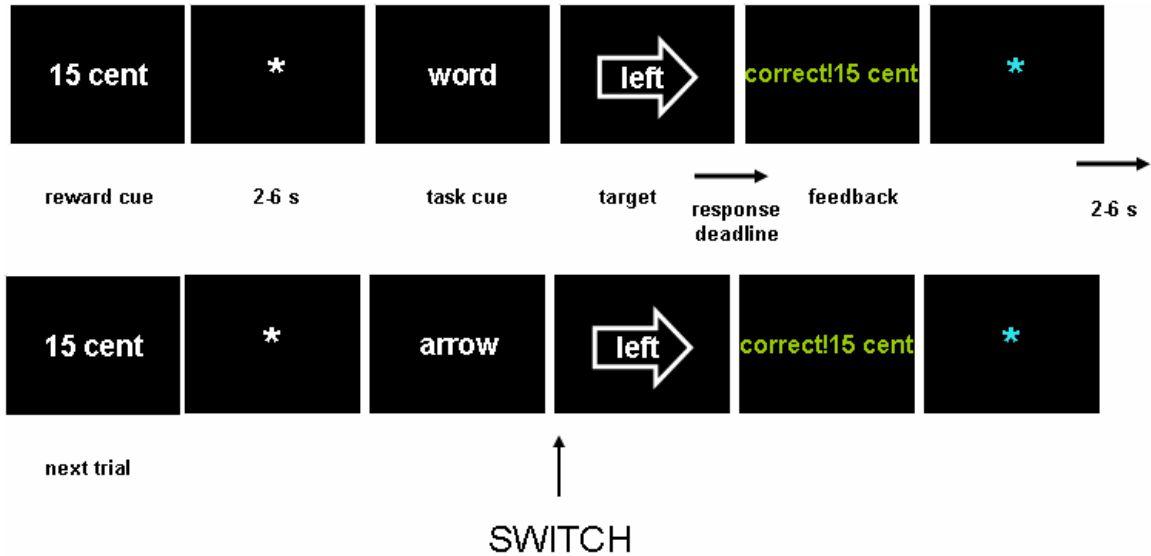 15 cent * word left correct!15 cent *
reward cue 2-6 s task cue target response deadline feedback 2-6 s
15 cent * arrow left correct!15 cent *
next trial
SWITCH